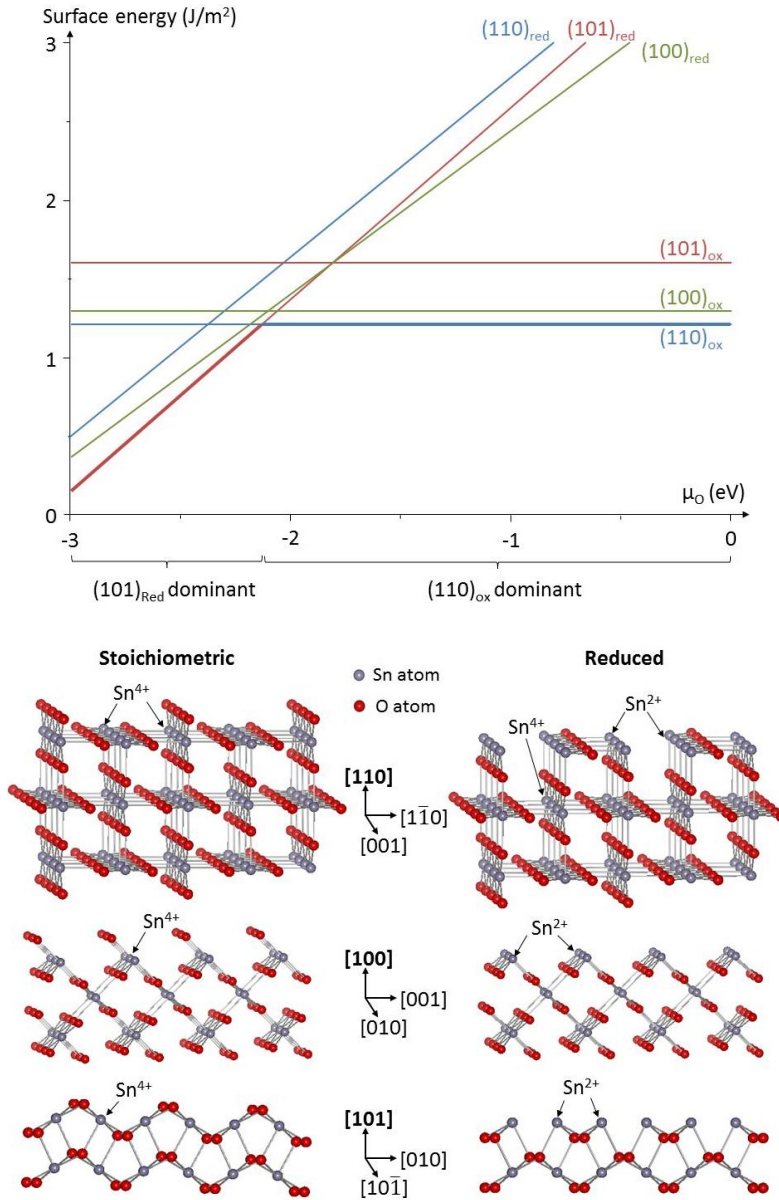 Surface energy (J/m²)
3
(110)red
(101)red
(100)red
2
(101)ox
(100)ox
(110)ox
1
μO (eV)
0
-3
-2
-1
0
(101)Red dominant
(110)ox dominant
Stoichiometric
Reduced
Sn atom
O atom
Sn⁴⁺
Sn²⁺
Sn⁴⁺
[110]
[11̄0]
[001]
Sn⁴⁺
Sn²⁺
[100]
[001]
[010]
Sn⁴⁺
Sn²⁺
[101]
[010]
[101̄]